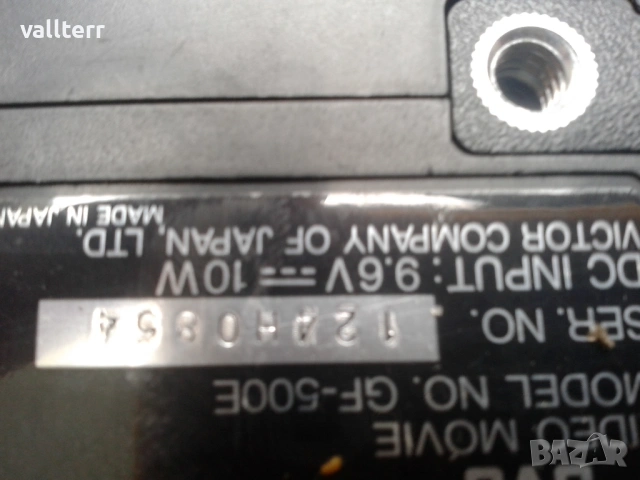 vallterr
VIDEO MOVIE
MODEL NO. GF-500E
SER. NO.
DC INPUT: 9.6V ⎓ 10W
VICTOR COMPANY OF JAPAN, LTD.
MADE IN JAPAN
BAZAR